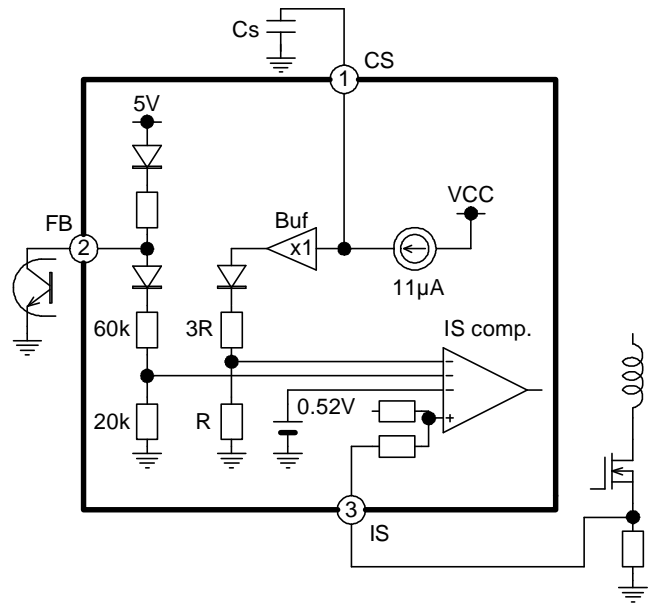 Cs
1
CS
5V
VCC
FB
2
Buf
x1
11μA
60k
3R
IS comp.
20k
R
0.52V
−
−
−
+
3
IS